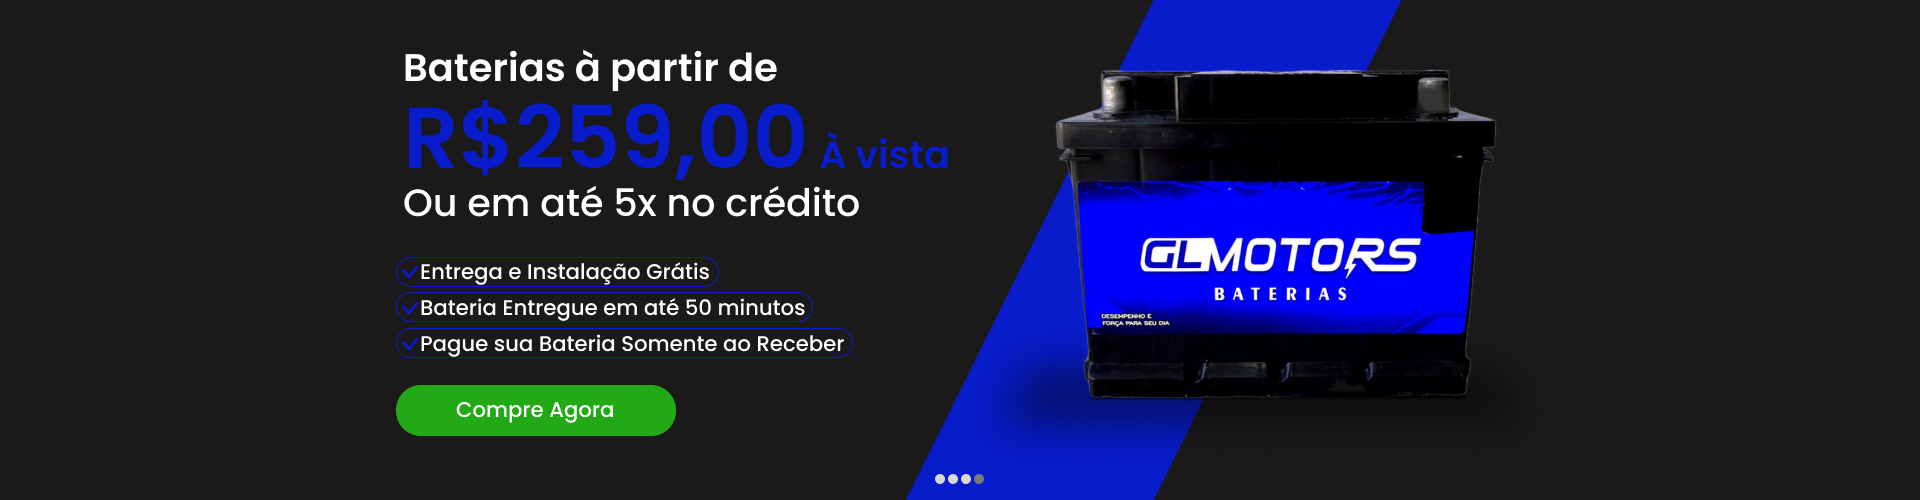 Baterias à partir de
R$259,00 À vista
Ou em até 5x no crédito
Entrega e Instalação Grátis
Bateria Entregue em até 50 minutos
Pague sua Bateria Somente ao Receber
Compre Agora
GLMOTORS
BATERIAS
DESEMPENHO E
FORÇA PARA SEU DIA